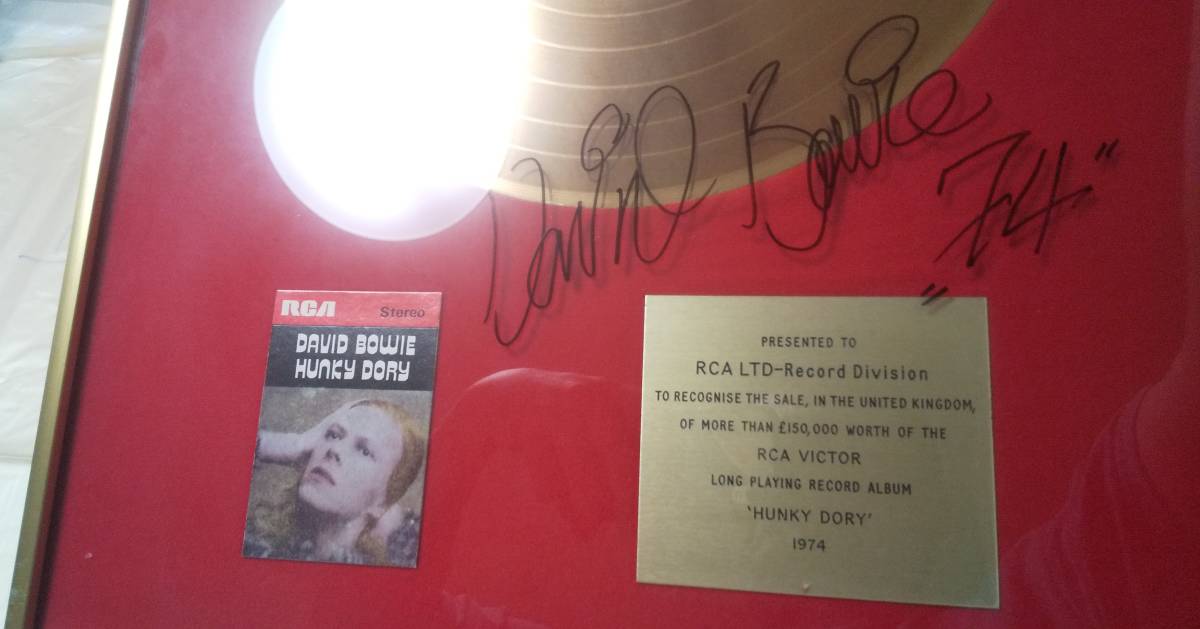 David Bowie
"74"
RCA Stereo
DAVID BOWIE
HUNKY DORY
PRESENTED TO
RCA LTD-Record Division
TO RECOGNISE THE SALE, IN THE UNITED KINGDOM,
OF MORE THAN £150,000 WORTH OF THE
RCA VICTOR
LONG PLAYING RECORD ALBUM
'HUNKY DORY'
1974